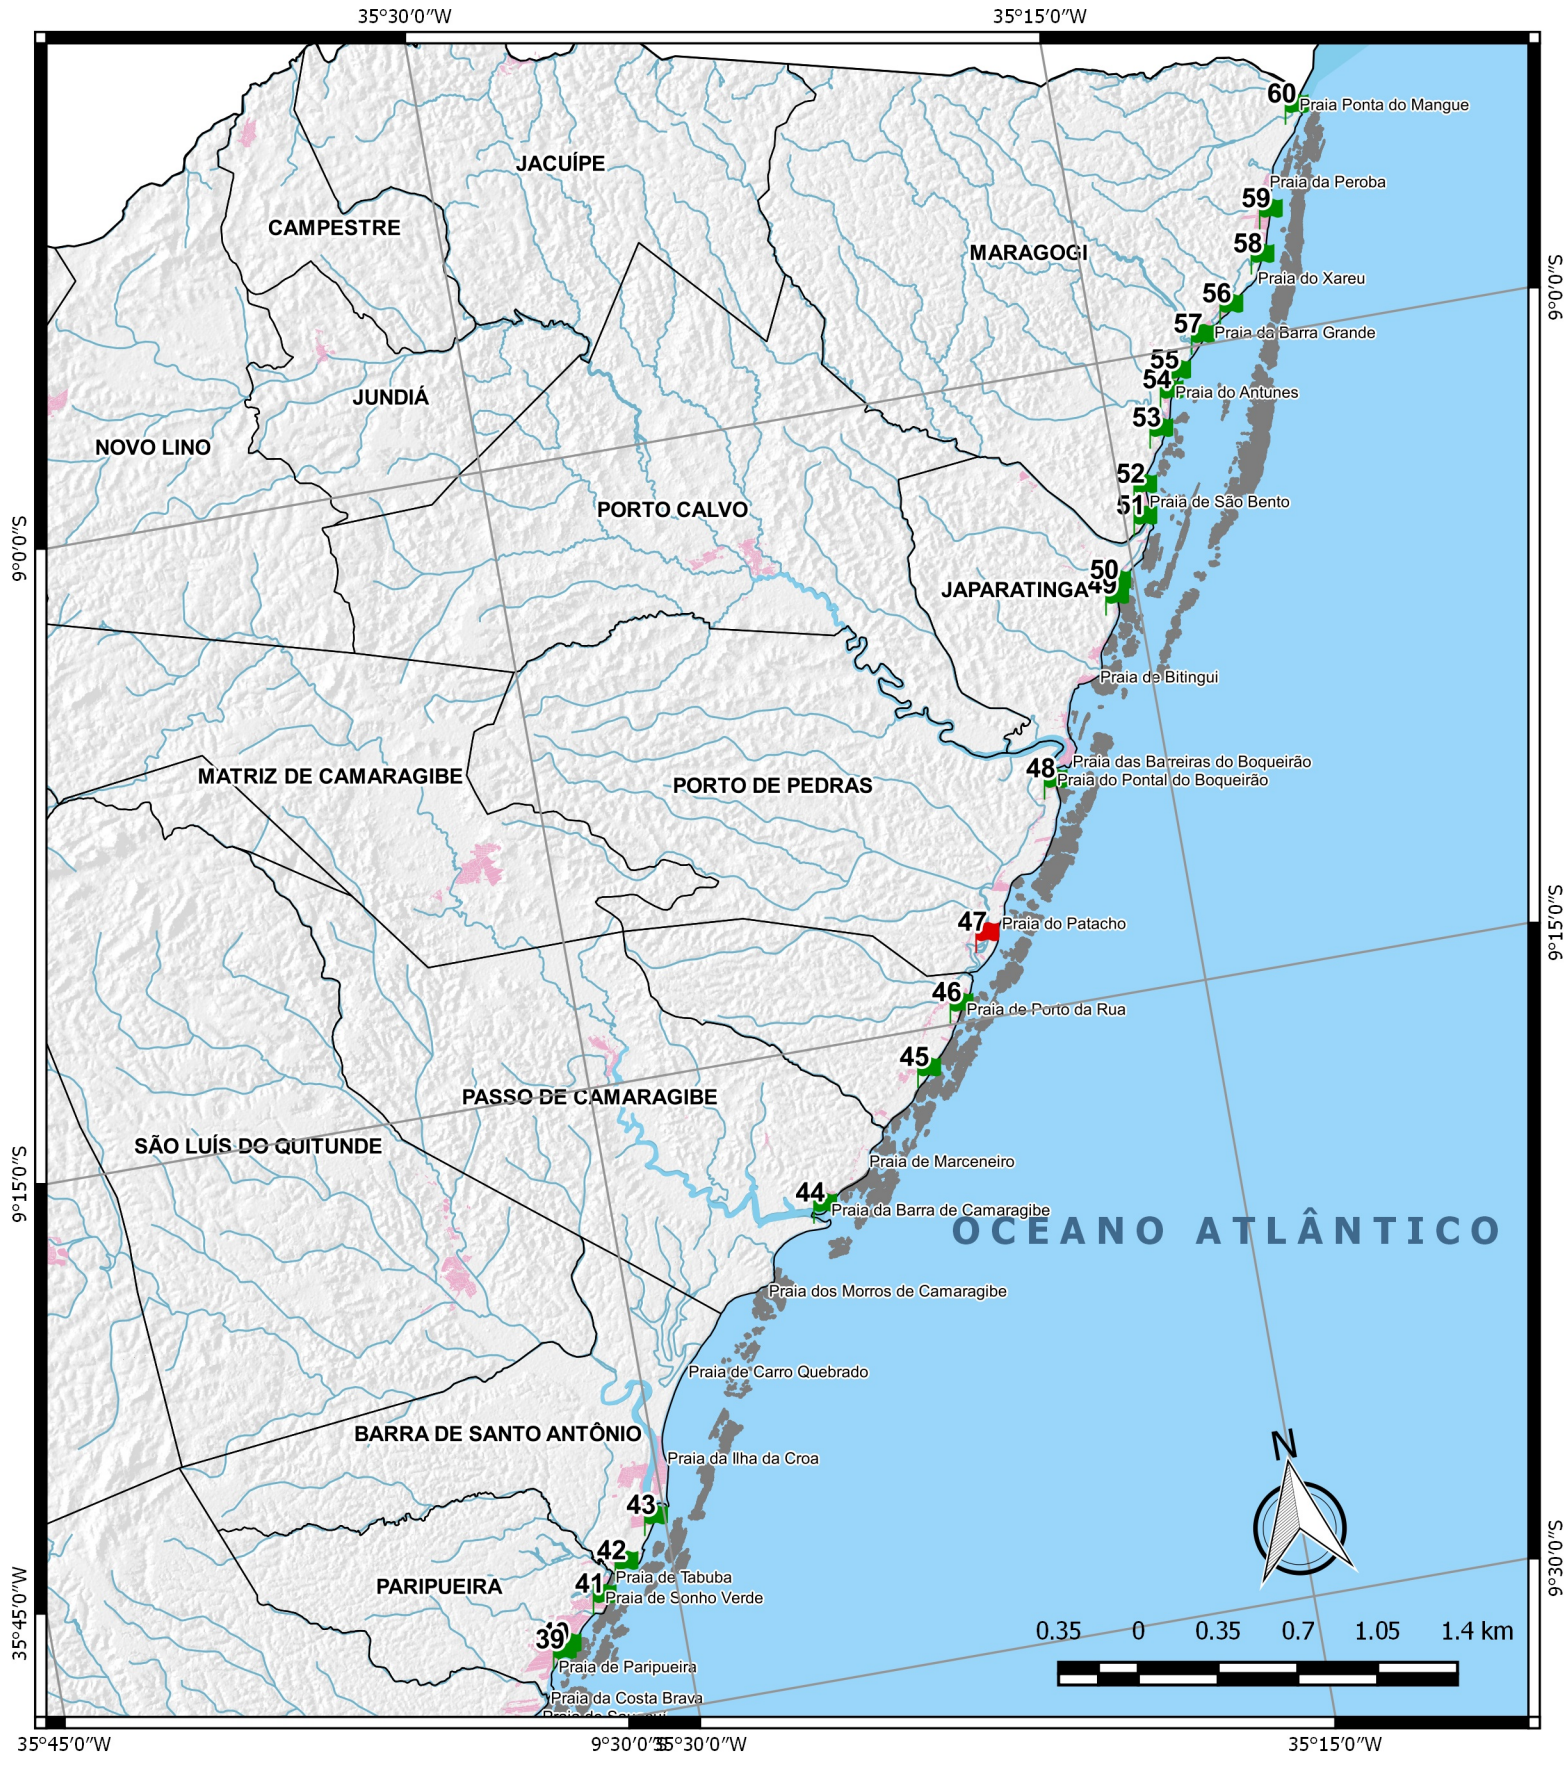 35°30′0″W
35°15′0″W
60
Praia Ponta do Mangue
JACUÍPE
Praia da Peroba
59
CAMPESTRE
58
MARAGOGI
Praia do Xareu
9°0′0″S
56
57
Praia da Barra Grande
55
54
Praia do Antunes
JUNDIÁ
53
NOVO LINO
52
51
Praia de São Bento
PORTO CALVO
9°0′0″S
50
JAPARATINGA
49
Praia de Bitingui
Praia das Barreiras do Boqueirão
48
Praia do Pontal do Boqueirão
MATRIZ DE CAMARAGIBE
PORTO DE PEDRAS
47
Praia do Patacho
9°15′0″S
46
Praia de Porto da Rua
45
PASSO DE CAMARAGIBE
SÃO LUÍS DO QUITUNDE
Praia de Marceneiro
9°15′0″S
44
Praia da Barra de Camaragibe
OCEANO ATLÂNTICO
Praia dos Morros de Camaragibe
Praia de Carro Quebrado
BARRA DE SANTO ANTÔNIO
N
Praia da Ilha da Croa
43
42
9°30′0″S
Praia de Tabuba
41
PARIPUEIRA
Praia de Sonho Verde
35°45′0″W
39
0.35 0 0.35 0.7 1.05 1.4 km
Praia de Paripueira
Praia da Costa Brava
35°45′0″W
9°30′0″S
35°30′0″W
35°15′0″W